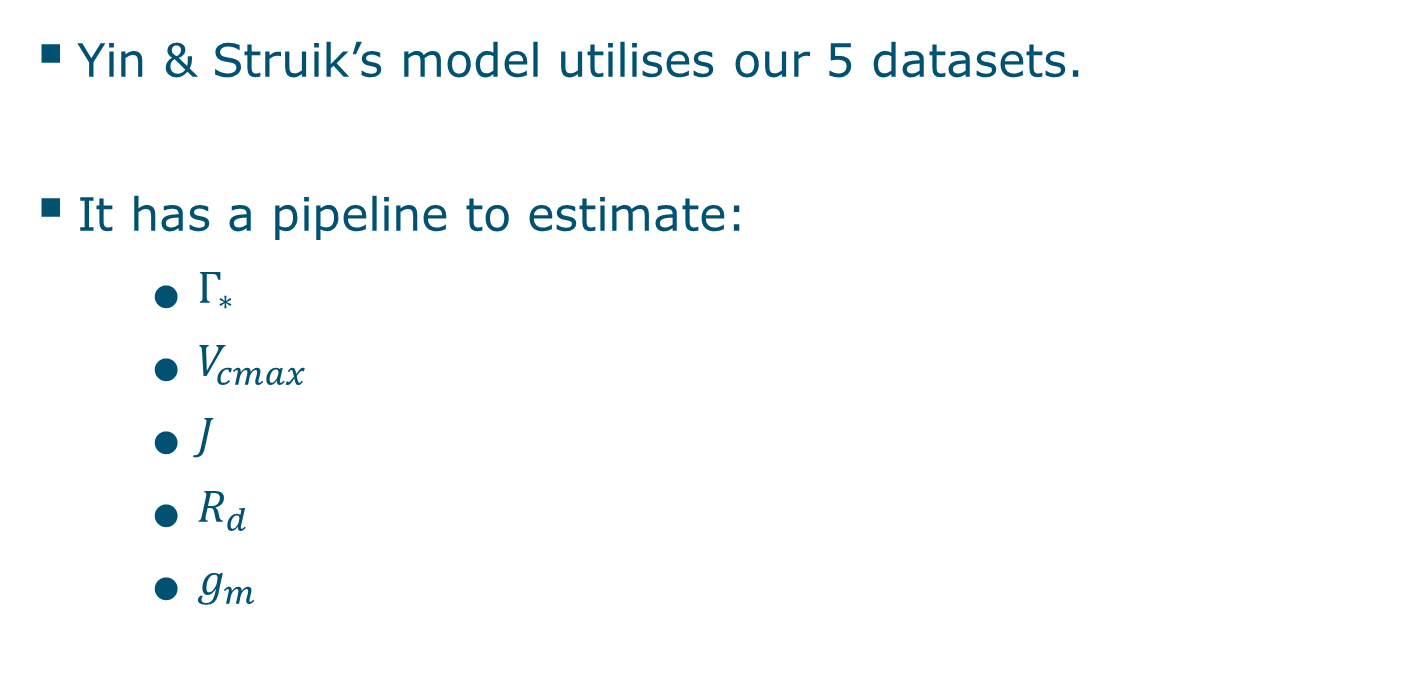 ▪ Yin & Struik’s model utilises our 5 datasets.
▪ It has a pipeline to estimate:
• Γ*
• Vcmax
• J
• Rd
• gm